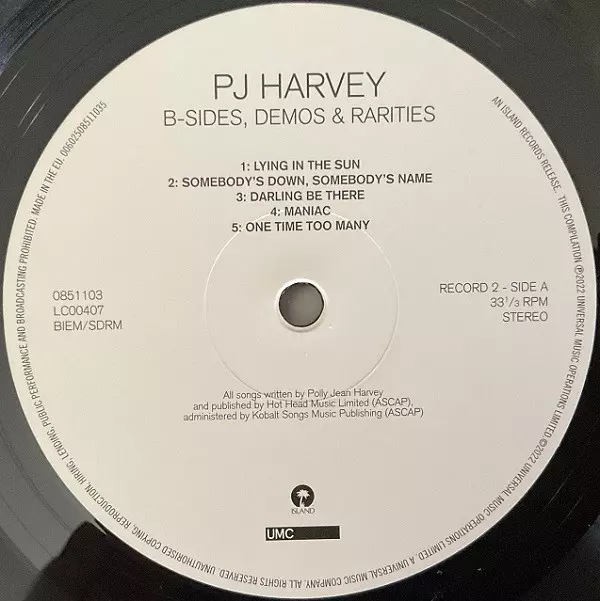 PJ HARVEY
B-SIDES, DEMOS & RARITIES
1: LYING IN THE SUN
2: SOMEBODY'S DOWN, SOMEBODY'S NAME
3: DARLING BE THERE
4: MANIAC
5: ONE TIME TOO MANY
0851103
LC00407
BIEM/SDRM
RECORD 2 - SIDE A
33 1/3 RPM
STEREO
All songs written by Polly Jean Harvey
and published by Hot Head Music Limited (ASCAP),
administered by Kobalt Songs Music Publishing (ASCAP)
ISLAND
UMC
AN ISLAND RECORDS RELEASE. THIS COMPILATION ℗2022 UNIVERSAL MUSIC OPERATIONS LIMITED ©2022 UNIVERSAL MUSIC OPERATIONS LIMITED. A UNIVERSAL MUSIC COMPANY. ALL RIGHTS RESERVED. UNAUTHORISED COPYING, REPRODUCTION, HIRING, LENDING, PUBLIC PERFORMANCE AND BROADCASTING PROHIBITED. MADE IN THE EU. 00602508511035